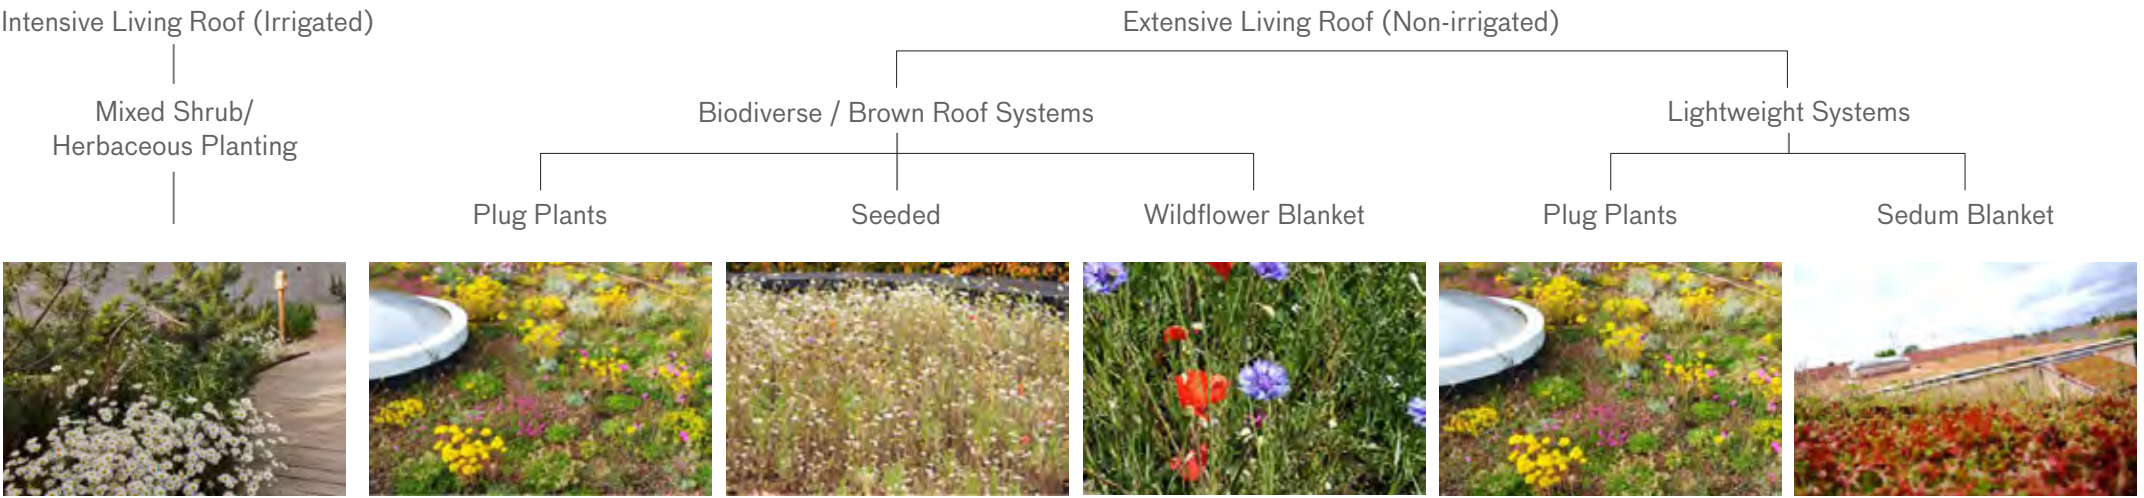 Intensive Living Roof (Irrigated)
Extensive Living Roof (Non-irrigated)
Mixed Shrub/
Herbaceous Planting
Biodiverse / Brown Roof Systems
Lightweight Systems
Plug Plants
Seeded
Wildflower Blanket
Plug Plants
Sedum Blanket